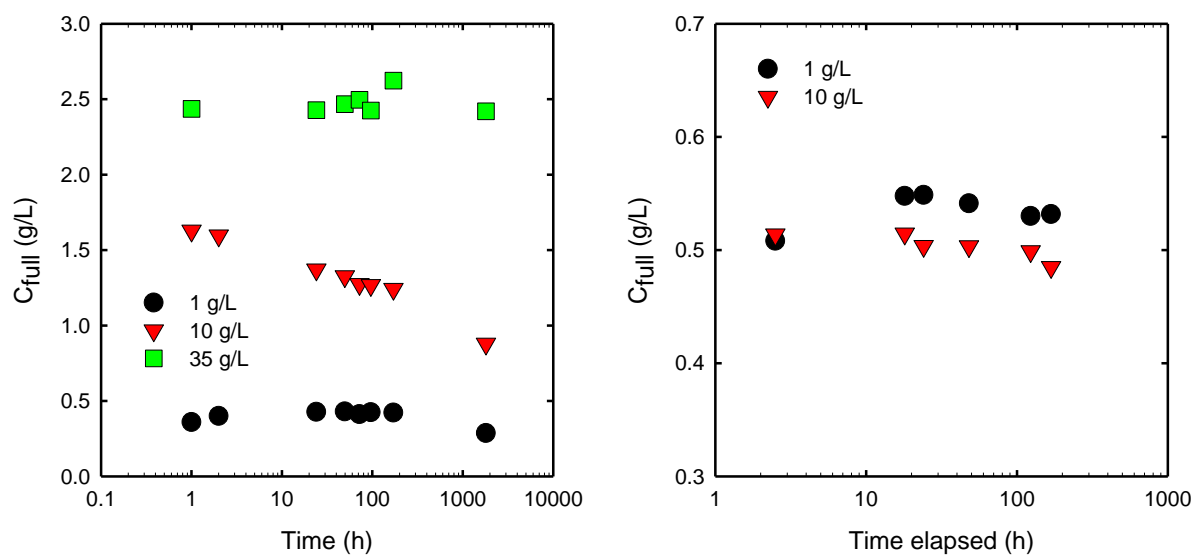 3.0
2.5
2.0
1.5
1.0
0.5
0.0
C_full (g/L)
1 g/L
10 g/L
35 g/L
0.1 1 10 100 1000 10000
Time (h)
0.7
0.6
0.5
0.4
0.3
C_full (g/L)
1 g/L
10 g/L
1 10 100 1000
Time elapsed (h)